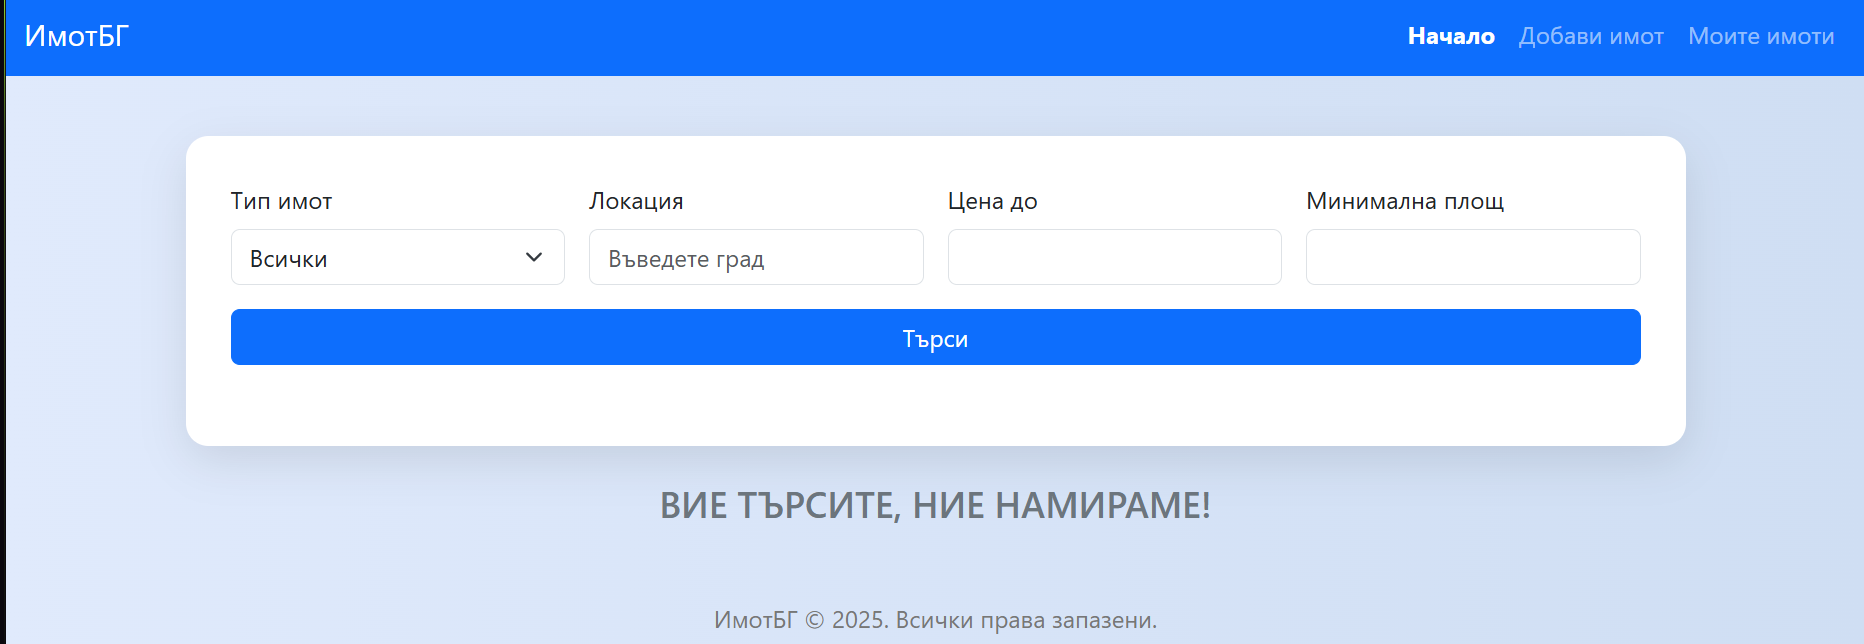 ИмотБГ
Начало Добави имот Моите имоти
Тип имот Локация Цена до Минимална площ
Всички Въведете град
Търси
ВИЕ ТЪРСИТЕ, НИЕ НАМИРАМЕ!
ИмотБГ © 2025. Всички права запазени.